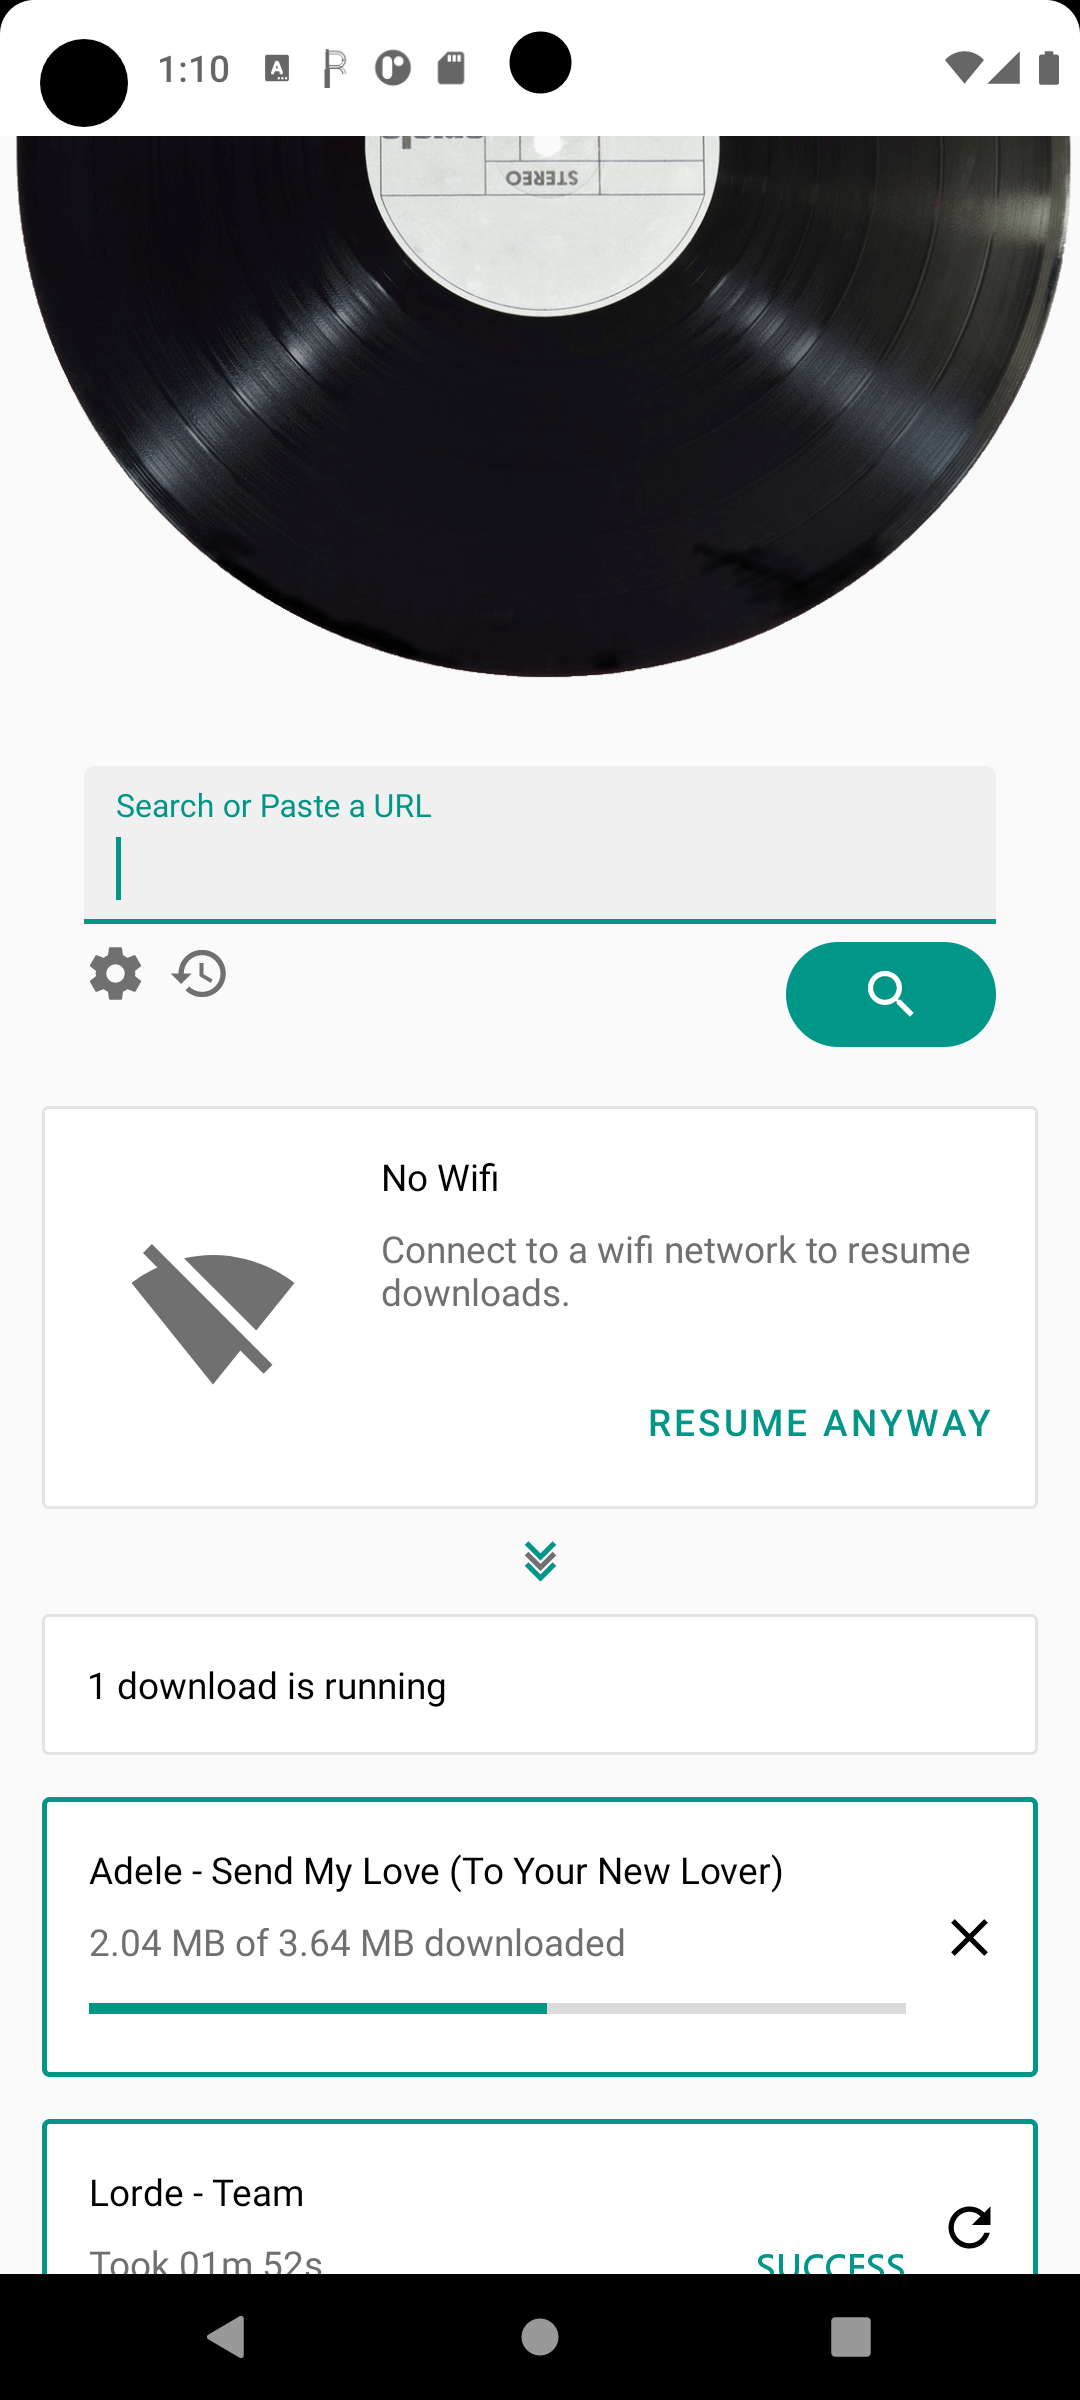 1:10
STEREO
Search or Paste a URL
No Wifi
Connect to a wifi network to resume
downloads.
RESUME ANYWAY
1 download is running
Adele - Send My Love (To Your New Lover)
2.04 MB of 3.64 MB downloaded
Lorde - Team
Took 01m 52s
SUCCESS